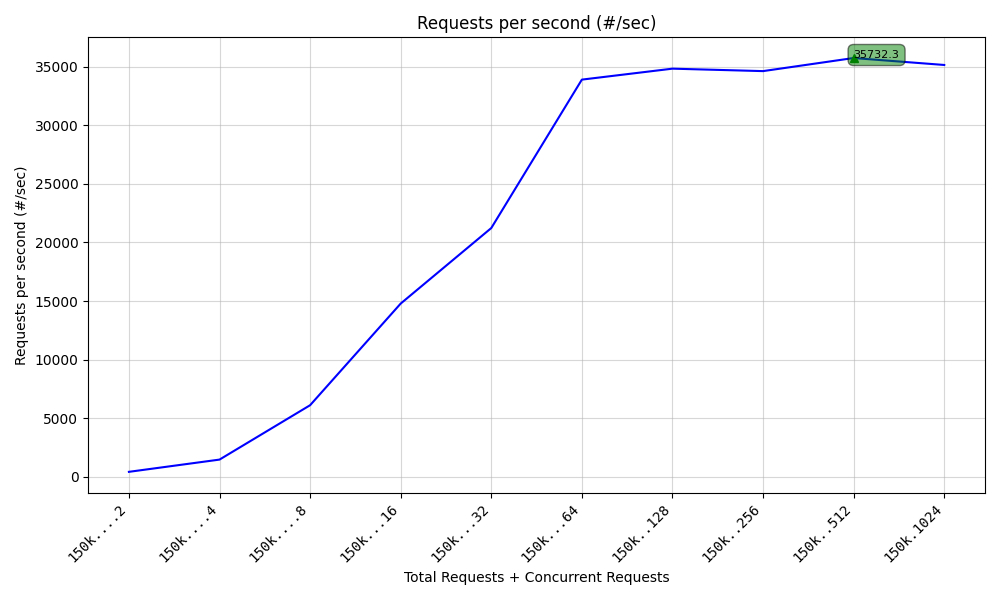 Requests per second (#/sec)
35732.3
35000
30000
25000
20000
15000
10000
5000
0
Requests per second (#/sec)
150k....2
150k....4
150k....8
150k...16
150k...32
150k...64
150k..128
150k..256
150k..512
150k.1024
Total Requests + Concurrent Requests